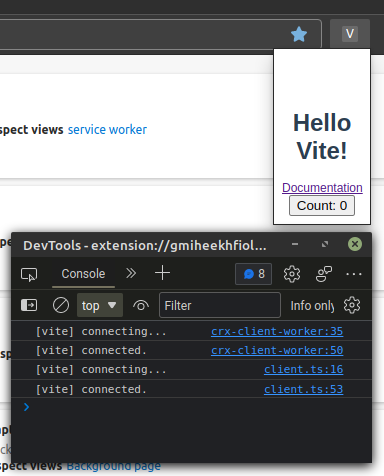 V
Hello
Vite!
spect views service worker
Documentation
Count: 0
DevTools - extension://gmiheekhfiol...
Console
8
top
Filter
Info only
[vite] connecting... crx-client-worker:35
[vite] connected. crx-client-worker:50
[vite] connecting... client.ts:16
[vite] connected. client.ts:53
spect views Background page